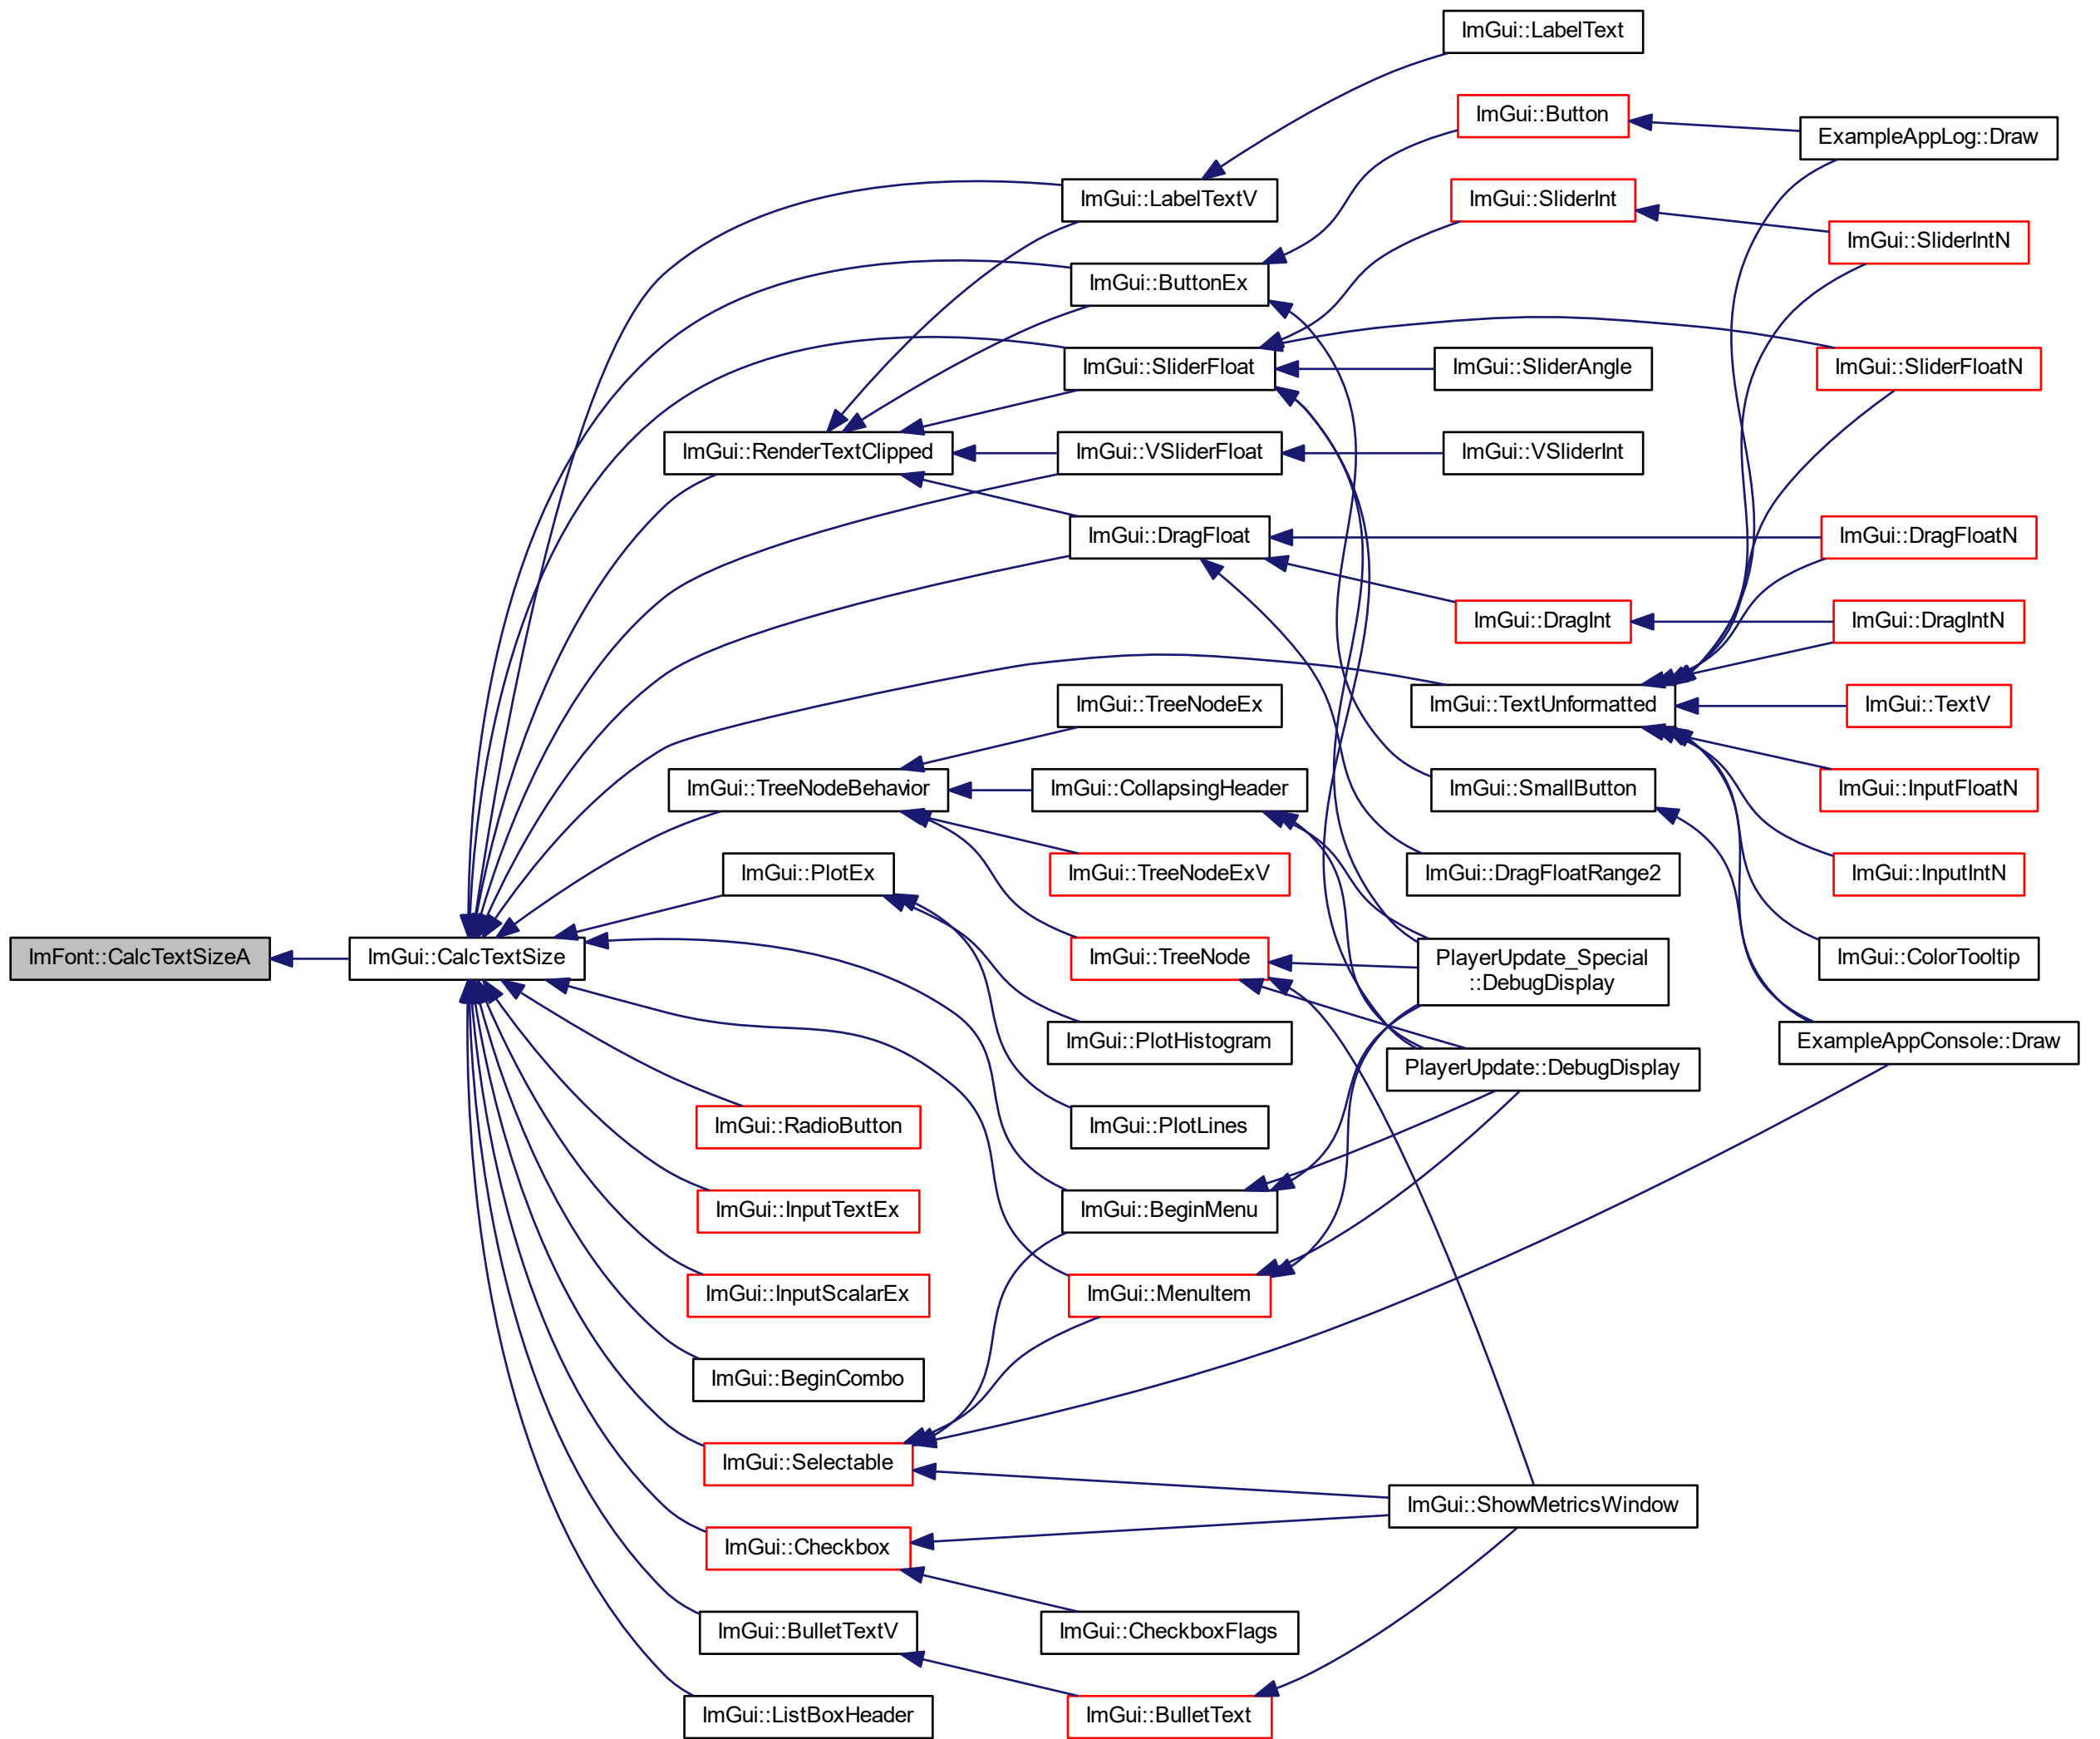 ImGui::LabelText
ImGui::Button
ExampleAppLog::Draw
ImGui::LabelTextV
ImGui::SliderInt
ImGui::SliderIntN
ImGui::ButtonEx
ImGui::SliderFloat
ImGui::SliderAngle
ImGui::SliderFloatN
ImGui::RenderTextClipped
ImGui::VSliderFloat
ImGui::VSliderInt
ImGui::DragFloat
ImGui::DragFloatN
ImGui::DragInt
ImGui::DragIntN
ImGui::TreeNodeEx
ImGui::TextUnformatted
ImGui::TextV
ImGui::TreeNodeBehavior
ImGui::CollapsingHeader
ImGui::SmallButton
ImGui::InputFloatN
ImGui::PlotEx
ImGui::TreeNodeExV
ImGui::DragFloatRange2
ImGui::InputIntN
ImFont::CalcTextSizeA
ImGui::CalcTextSize
ImGui::TreeNode
PlayerUpdate_Special
::DebugDisplay
ImGui::ColorTooltip
ImGui::PlotHistogram
PlayerUpdate::DebugDisplay
ExampleAppConsole::Draw
ImGui::RadioButton
ImGui::PlotLines
ImGui::InputTextEx
ImGui::BeginMenu
ImGui::InputScalarEx
ImGui::MenuItem
ImGui::BeginCombo
ImGui::Selectable
ImGui::ShowMetricsWindow
ImGui::Checkbox
ImGui::BulletTextV
ImGui::CheckboxFlags
ImGui::ListBoxHeader
ImGui::BulletText